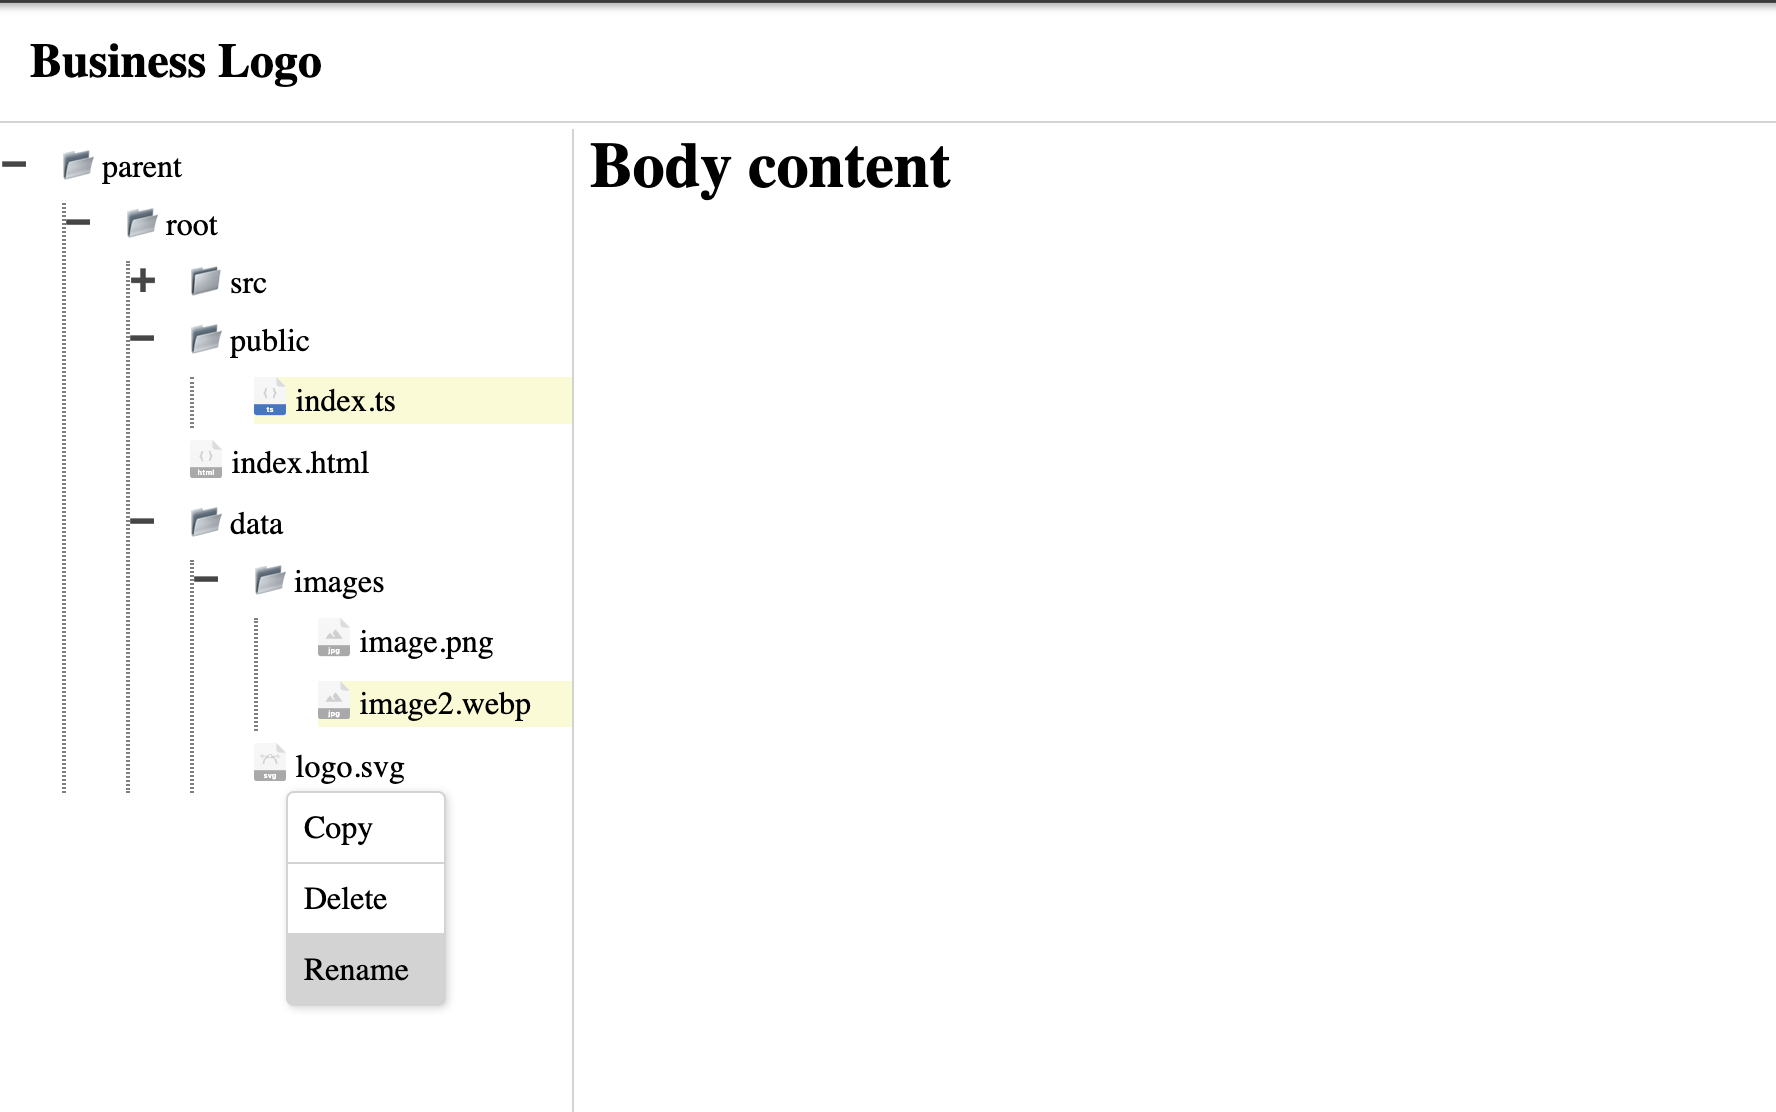 Business Logo
parent
Body content
root
src
public
ts
index.ts
html
index.html
data
images
jpg
image.png
jpg
image2.webp
svg
logo.svg
Copy
Delete
Rename